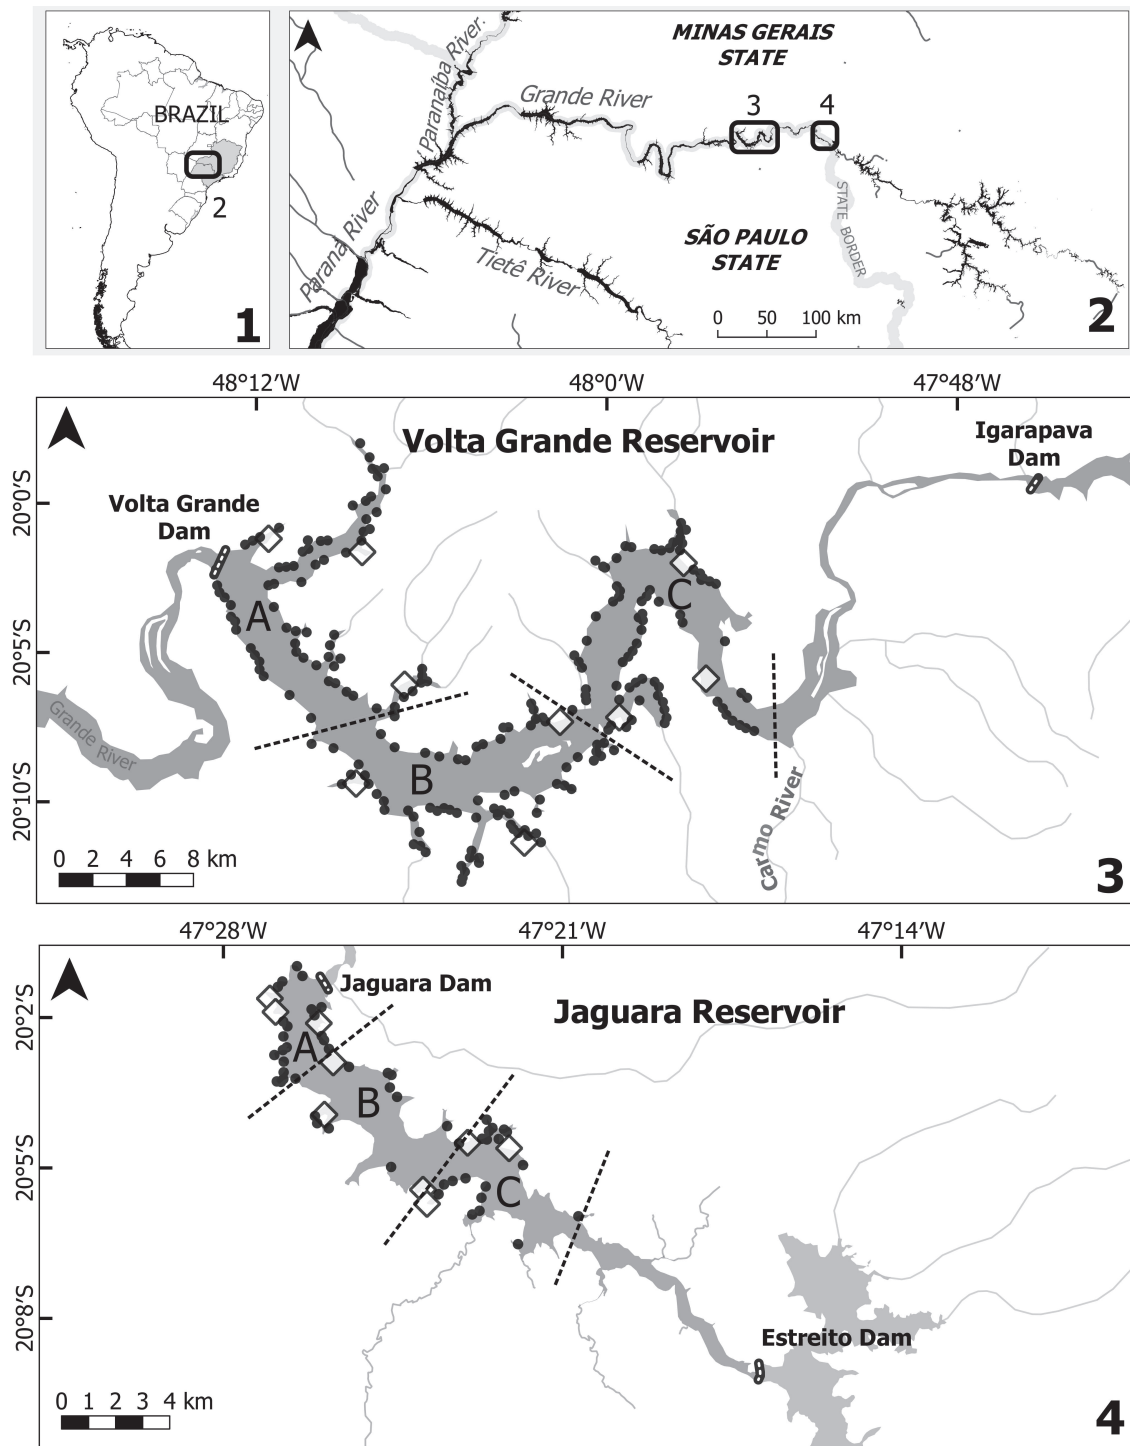 BRAZIL
2
1
MINAS GERAIS
STATE
Paranaíba River
Grande River
3
4
Paraná River
Tietê River
SÃO PAULO
STATE
STATE BORDER
0 50 100 km
2
48°12'W 48°0'W 47°48'W
Volta Grande Reservoir
Igarapava
Dam
Volta Grande
Dam
20°0'S
A
C
20°5'S
Grande River
B
20°10'S
Carmo River
0 2 4 6 8 km
3
47°28'W 47°21'W 47°14'W
Jaguara Dam
Jaguara Reservoir
20°2'S
A
B
20°5'S
C
20°8'S
Estreito Dam
0 1 2 3 4 km
4